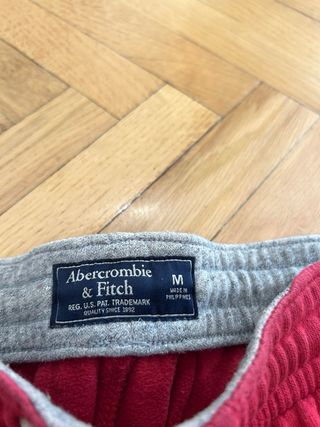 Abercrombie
& Fitch
REG. U.S. PAT. TRADEMARK
QUALITY SINCE 1892
M
MADE IN
PHILIPPINES